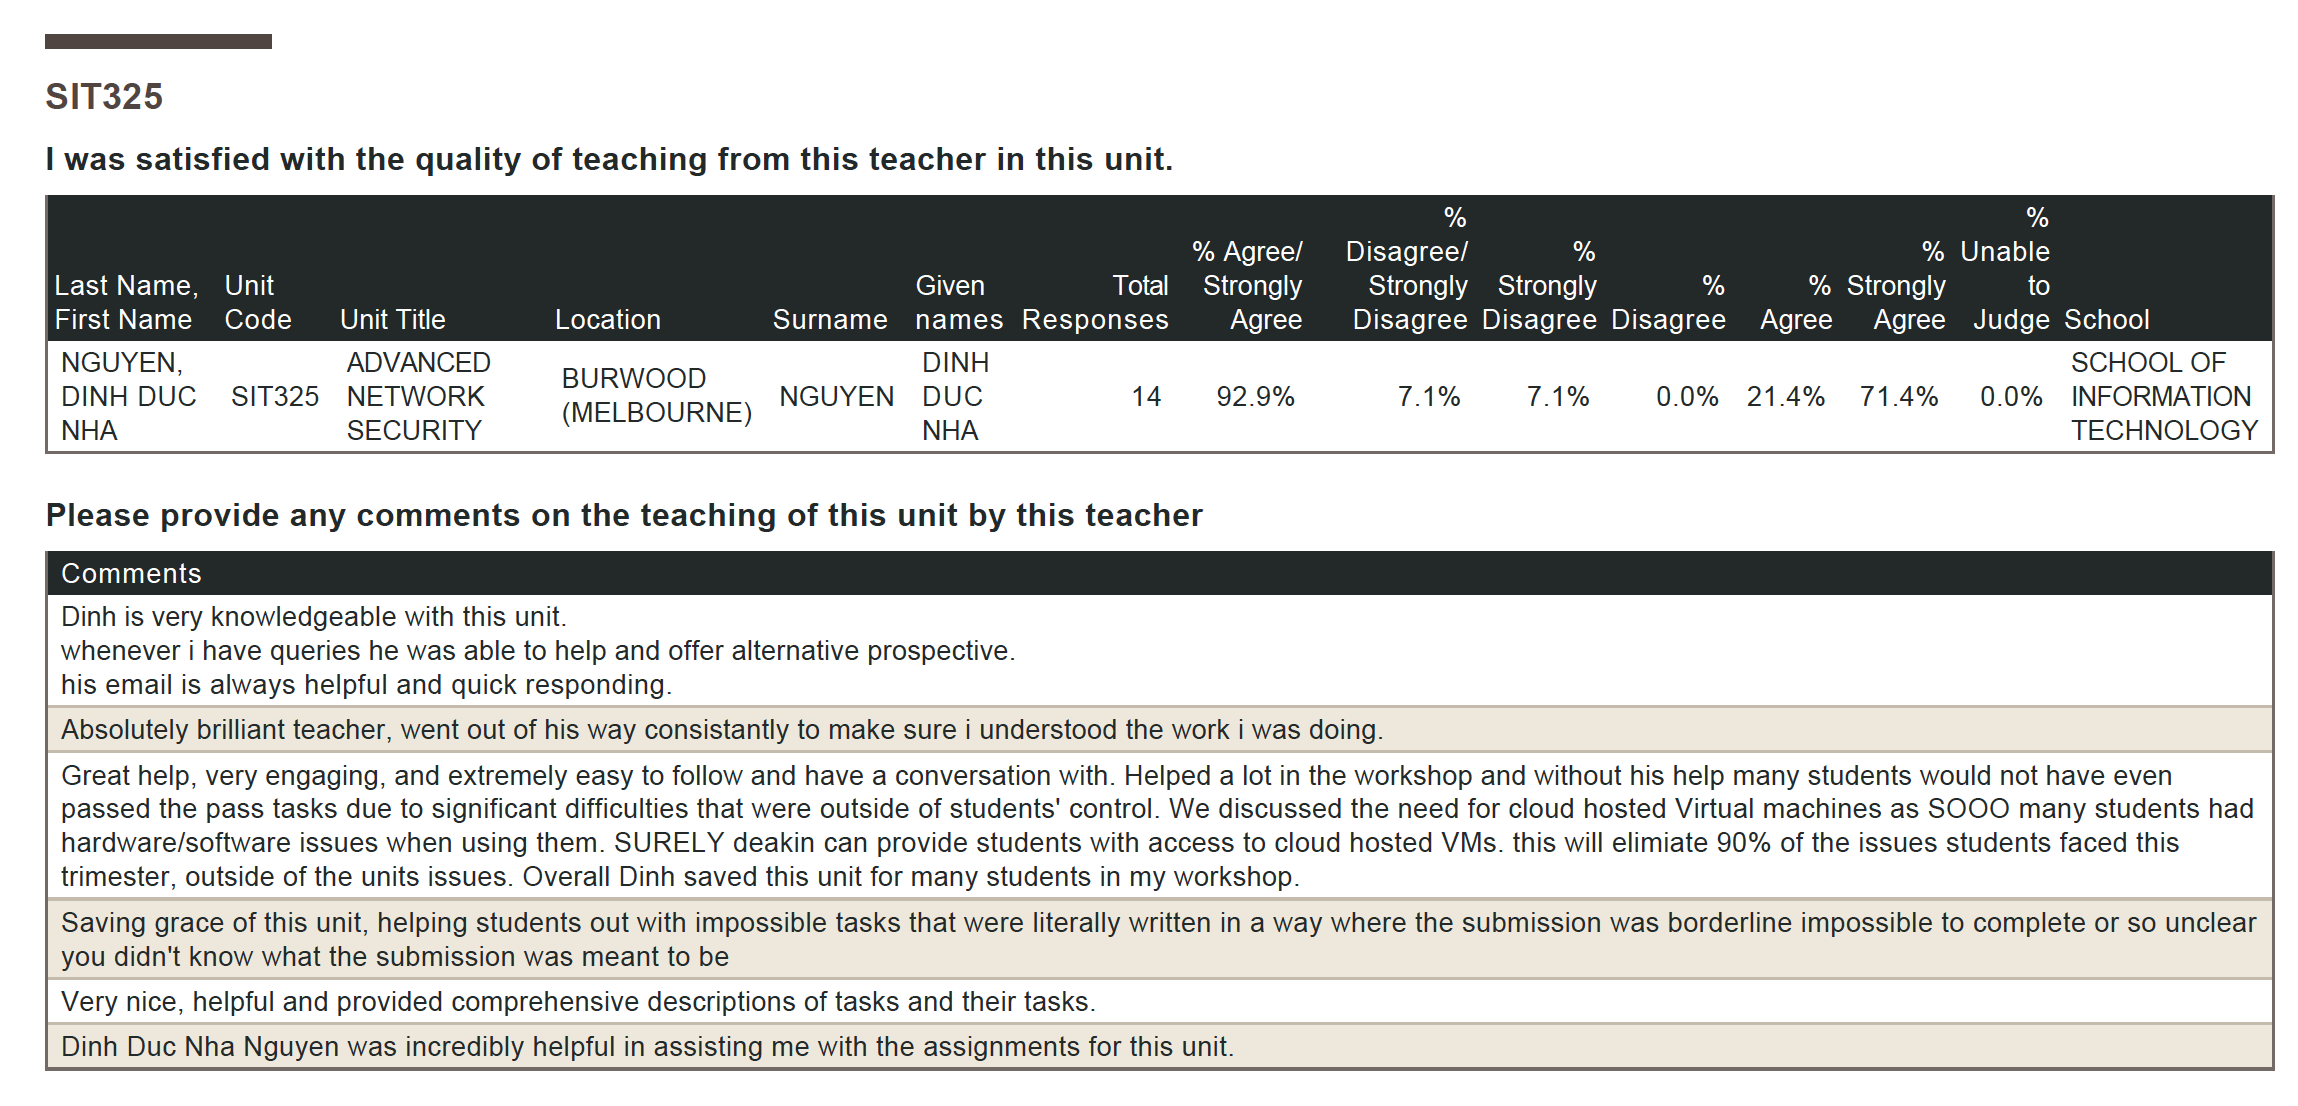 SIT325
I was satisfied with the quality of teaching from this teacher in this unit.
Last Name, First Name | Unit Code | Unit Title | Location | Surname | Given names | Total Responses | % Agree/ Strongly Agree | % Disagree/ Strongly Disagree | % Strongly Disagree | % Disagree | % Agree | % Strongly Agree | % Unable to Judge | School
NGUYEN, DINH DUC NHA | SIT325 | ADVANCED NETWORK SECURITY | BURWOOD (MELBOURNE) | NGUYEN | DINH DUC NHA | 14 | 92.9% | 7.1% | 7.1% | 0.0% | 21.4% | 71.4% | 0.0% | SCHOOL OF INFORMATION TECHNOLOGY
Please provide any comments on the teaching of this unit by this teacher
Comments
Dinh is very knowledgeable with this unit.
whenever i have queries he was able to help and offer alternative prospective.
his email is always helpful and quick responding.
Absolutely brilliant teacher, went out of his way consistantly to make sure i understood the work i was doing.
Great help, very engaging, and extremely easy to follow and have a conversation with. Helped a lot in the workshop and without his help many students would not have even
passed the pass tasks due to significant difficulties that were outside of students' control. We discussed the need for cloud hosted Virtual machines as SOOO many students had
hardware/software issues when using them. SURELY deakin can provide students with access to cloud hosted VMs. this will elimiate 90% of the issues students faced this
trimester, outside of the units issues. Overall Dinh saved this unit for many students in my workshop.
Saving grace of this unit, helping students out with impossible tasks that were literally written in a way where the submission was borderline impossible to complete or so unclear
you didn't know what the submission was meant to be
Very nice, helpful and provided comprehensive descriptions of tasks and their tasks.
Dinh Duc Nha Nguyen was incredibly helpful in assisting me with the assignments for this unit.